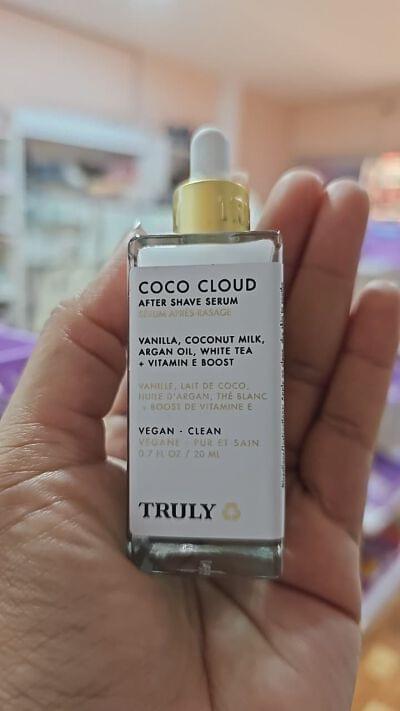 COCO CLOUD
AFTER SHAVE SERUM
SÉRUM APRÈS-RASAGE
VANILLA, COCONUT MILK,
ARGAN OIL, WHITE TEA
+ VITAMIN E BOOST
VANILLE, LAIT DE COCO,
HUILE D'ARGAN, THÉ BLANC
+ BOOST DE VITAMINE E
VEGAN - CLEAN
VÉGANE - PUR ET SAIN
0.7 FL OZ / 20 ML
TRULY